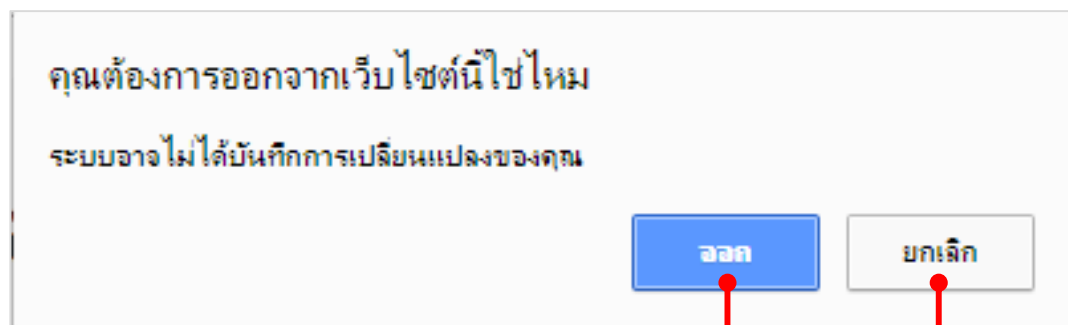 คุณต้องการออกจากเว็บไซต์นี้ใช่ไหม
ระบบอาจไม่ได้บันทึกการเปลี่ยนแปลงของคุณ
ออก ยกเลิก